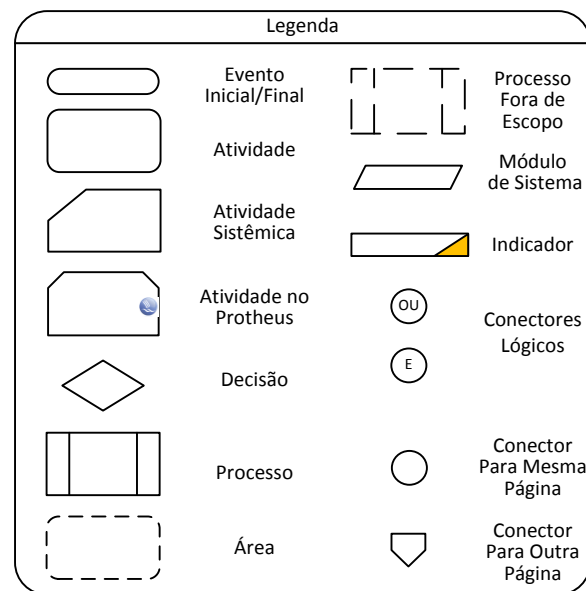 Legenda
Evento
Inicial/Final
Atividade
Atividade
Sistêmica
Atividade no
Protheus
Decisão
Processo
Área
Processo
Fora de
Escopo
Módulo
de Sistema
Indicador
OU
E
Conectores
Lógicos
Conector
Para Mesma
Página
Conector
Para Outra
Página